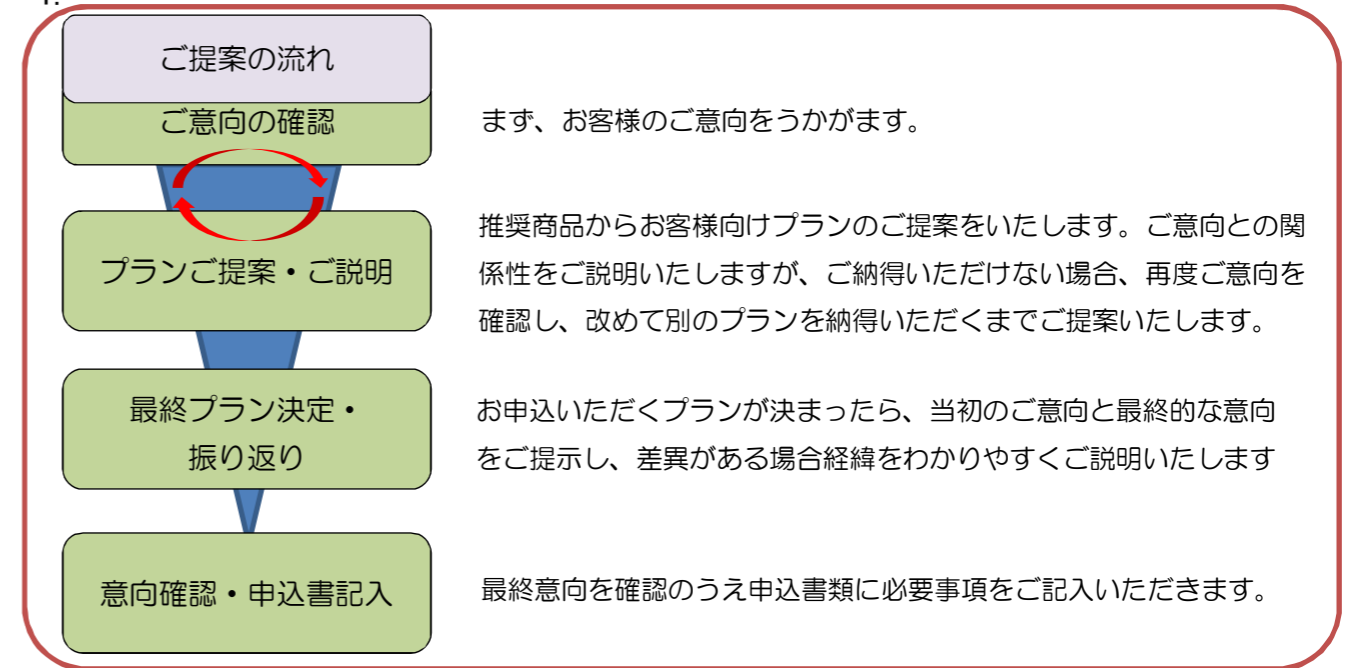 ご提案の流れ
ご意向の確認
まず、お客様のご意向をうかがます。
プランご提案・ご説明
推奨商品からお客様向けプランのご提案をいたします。ご意向との関
係性をご説明いたしますが、ご納得いただけない場合、再度ご意向を
確認し、改めて別のプランを納得いただくまでご提案いたします。
最終プラン決定・
振り返り
お申込いただくプランが決まったら、当初のご意向と最終的な意向
をご提示し、差異がある場合経緯をわかりやすくご説明いたします
意向確認・申込書記入
最終意向を確認のうえ申込書類に必要事項をご記入いただきます。